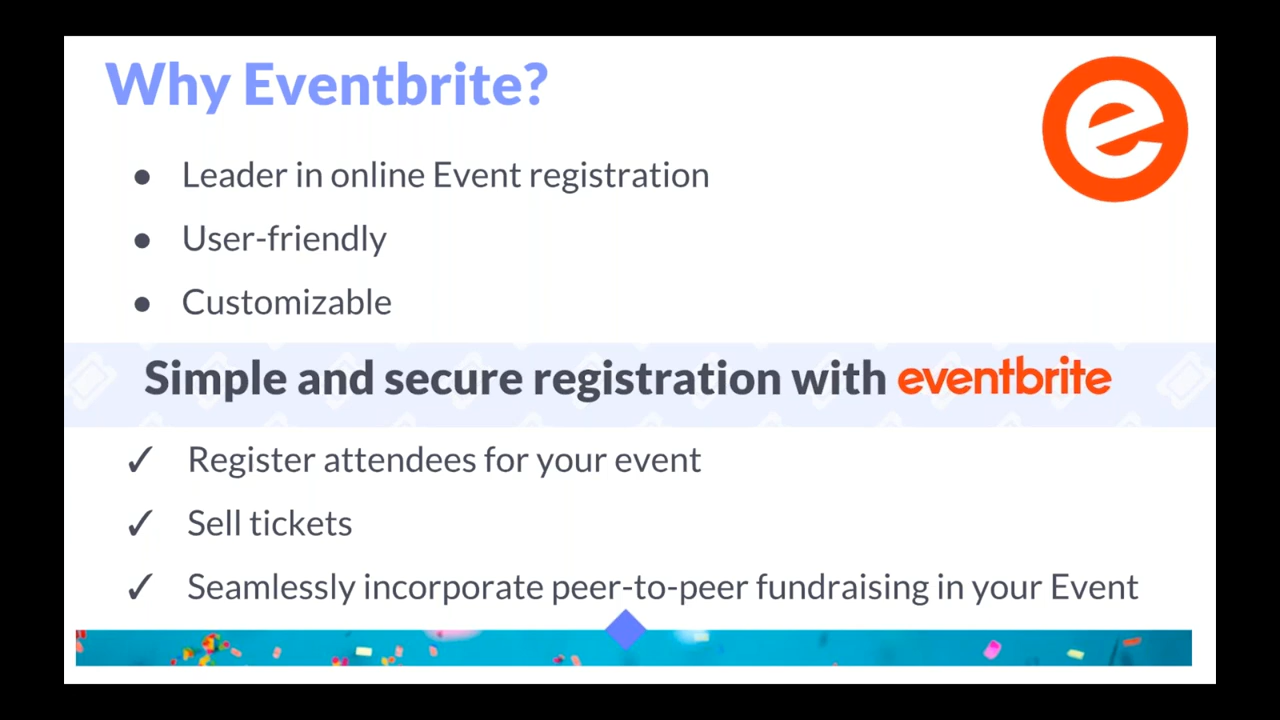 Why Eventbrite?
● Leader in online Event registration
● User-friendly
● Customizable
Simple and secure registration with eventbrite
✓ Register attendees for your event
✓ Sell tickets
✓ Seamlessly incorporate peer-to-peer fundraising in your Event